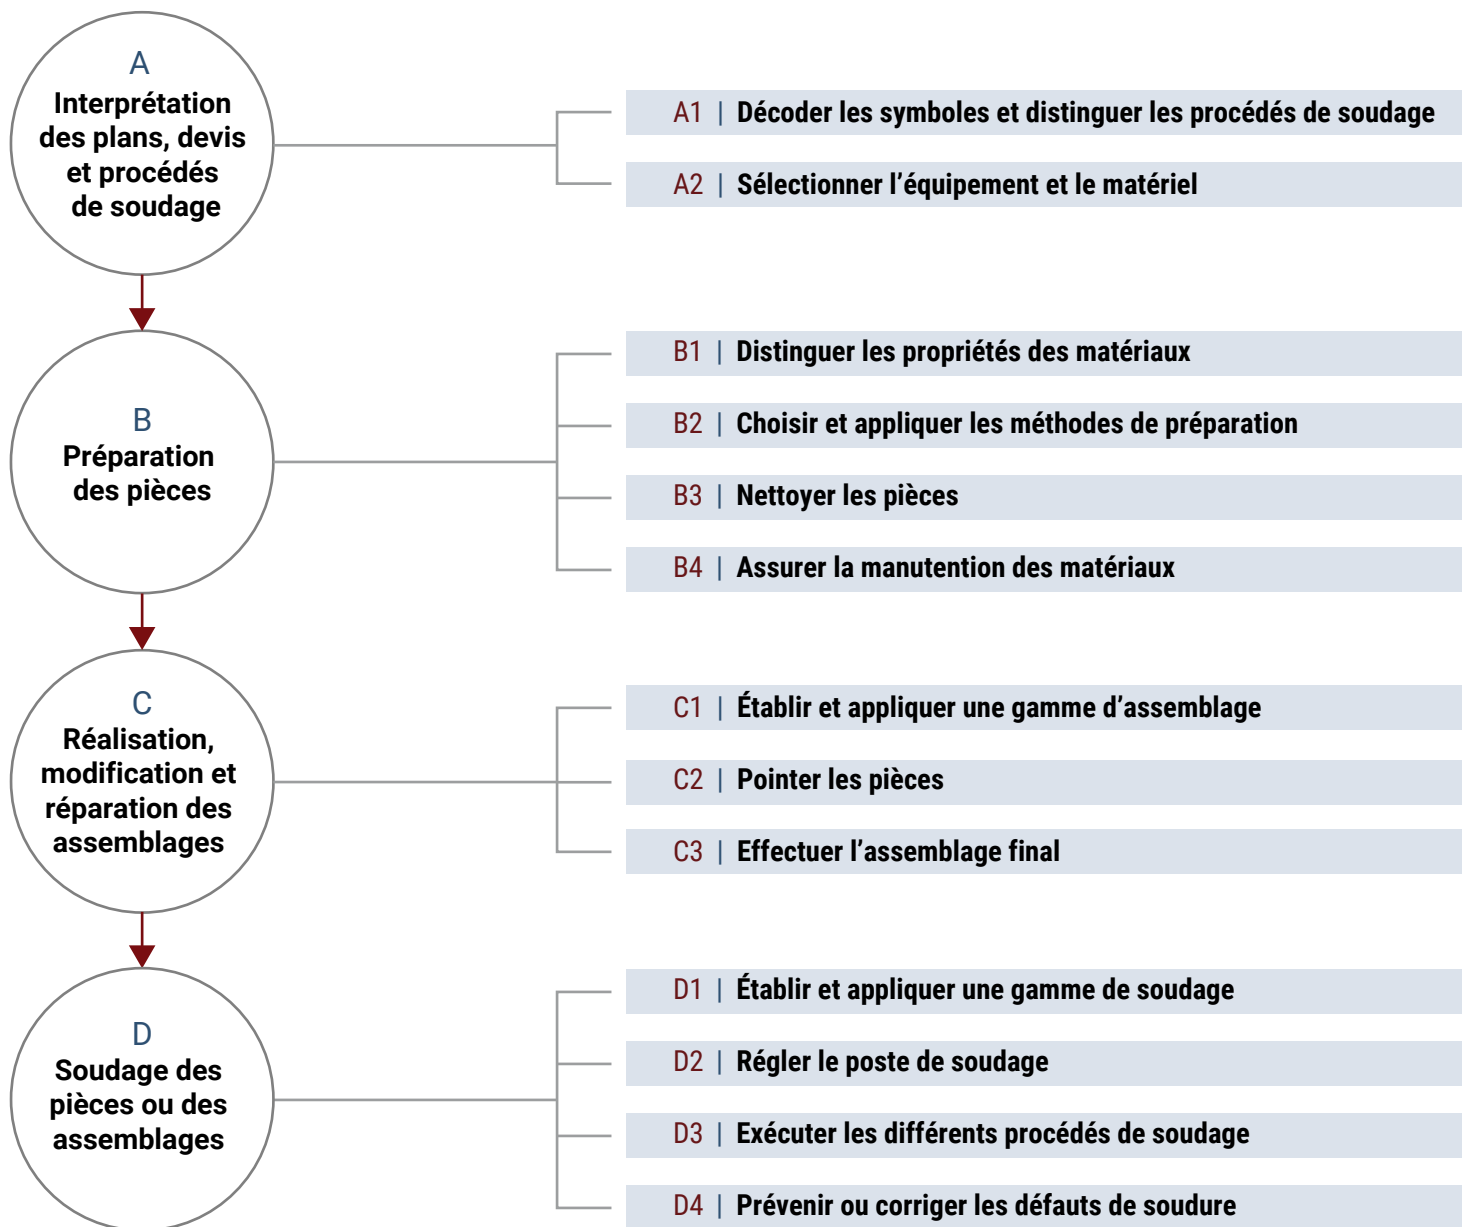 A
Interprétation
des plans, devis
et procédés
de soudage
A1 | Décoder les symboles et distinguer les procédés de soudage
A2 | Sélectionner l’équipement et le matériel
B
Préparation
des pièces
B1 | Distinguer les propriétés des matériaux
B2 | Choisir et appliquer les méthodes de préparation
B3 | Nettoyer les pièces
B4 | Assurer la manutention des matériaux
C
Réalisation,
modification et
réparation des
assemblages
C1 | Établir et appliquer une gamme d’assemblage
C2 | Pointer les pièces
C3 | Effectuer l’assemblage final
D
Soudage des
pièces ou des
assemblages
D1 | Établir et appliquer une gamme de soudage
D2 | Régler le poste de soudage
D3 | Exécuter les différents procédés de soudage
D4 | Prévenir ou corriger les défauts de soudure